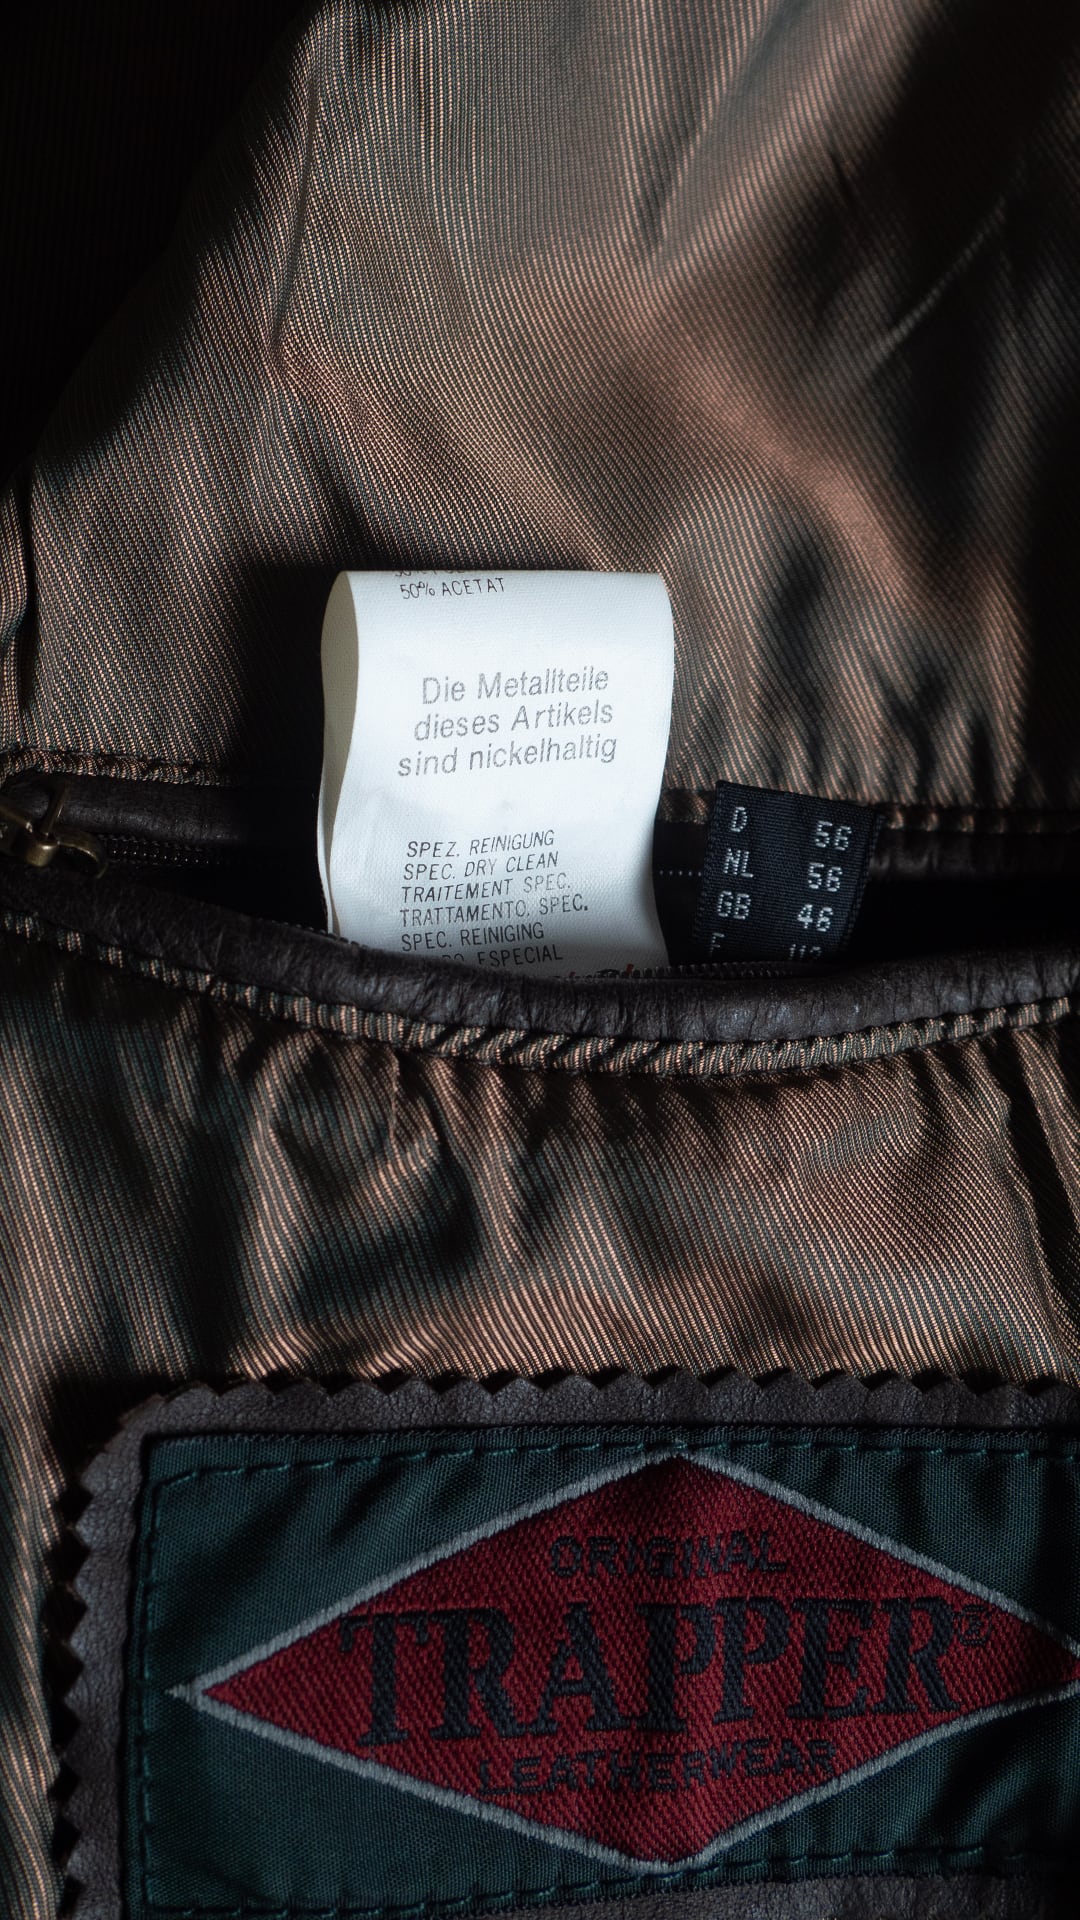 50% ACETAT
Die Metallteile
dieses Artikels
sind nickelhaltig
SPEZ. REINIGUNG
SPEC. DRY CLEAN
TRAITEMENT SPEC.
TRATTAMENTO. SPEC.
SPEC. REINIGING
ESPECIAL
D 56
NL 56
GB 46
F
ORIGINAL
TRAPPER
LEATHERWEAR